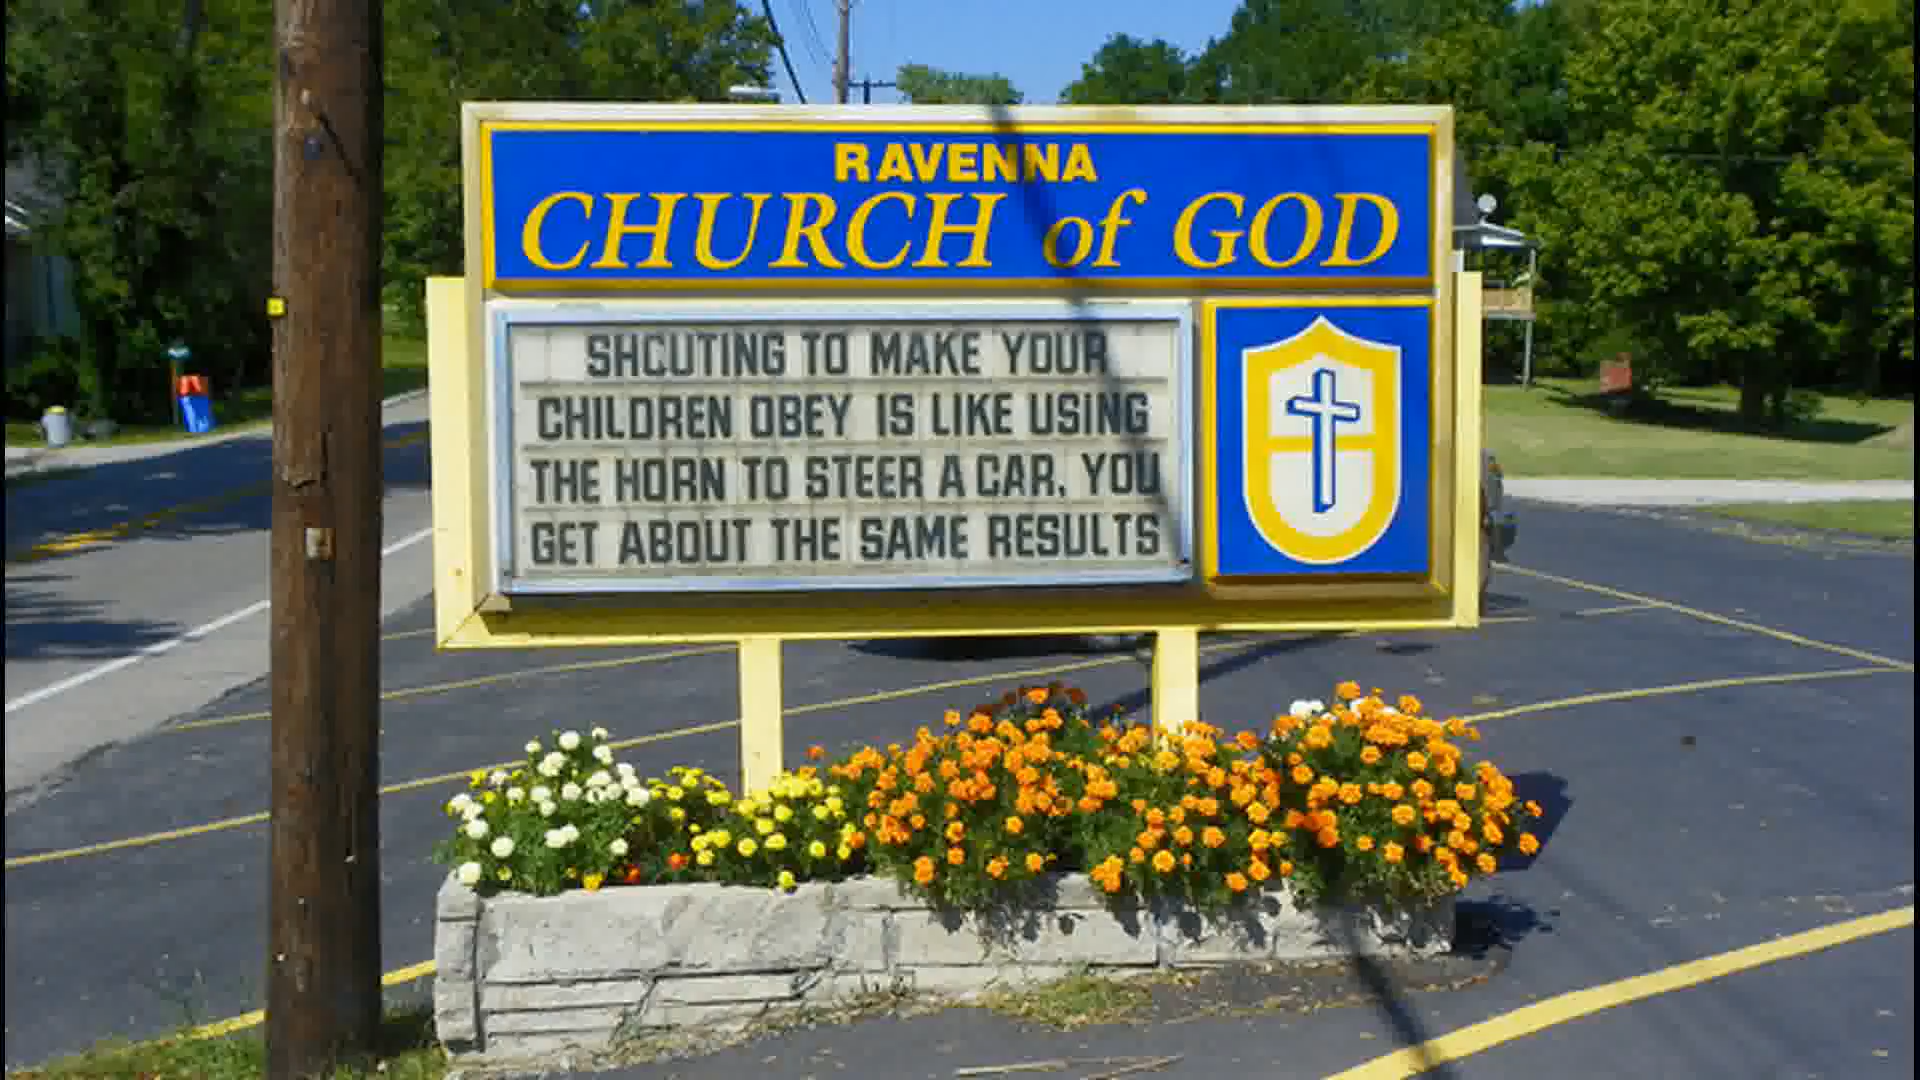 RAVENNA
CHURCH of GOD
SHCUTING TO MAKE YOUR
CHILDREN OBEY IS LIKE USING
THE HORN TO STEER A CAR. YOU
GET ABOUT THE SAME RESULTS